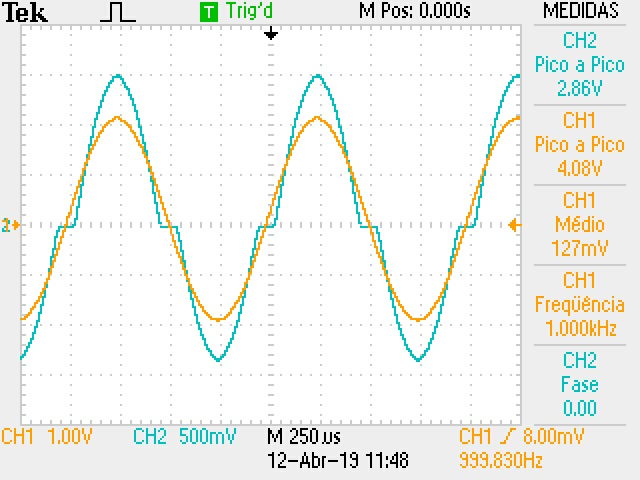 Tek T Trig'd M Pos: 0.000s MEDIDAS
CH2
Pico a Pico
2.86V
CH1
Pico a Pico
4.08V
CH1
Médio
127mV
CH1
Freqüência
1.000kHz
CH2
Fase
0.00
2
CH1 1.00V CH2 500mV M 250µs CH1 8.00mV
12-Abr-19 11:48 999.830Hz